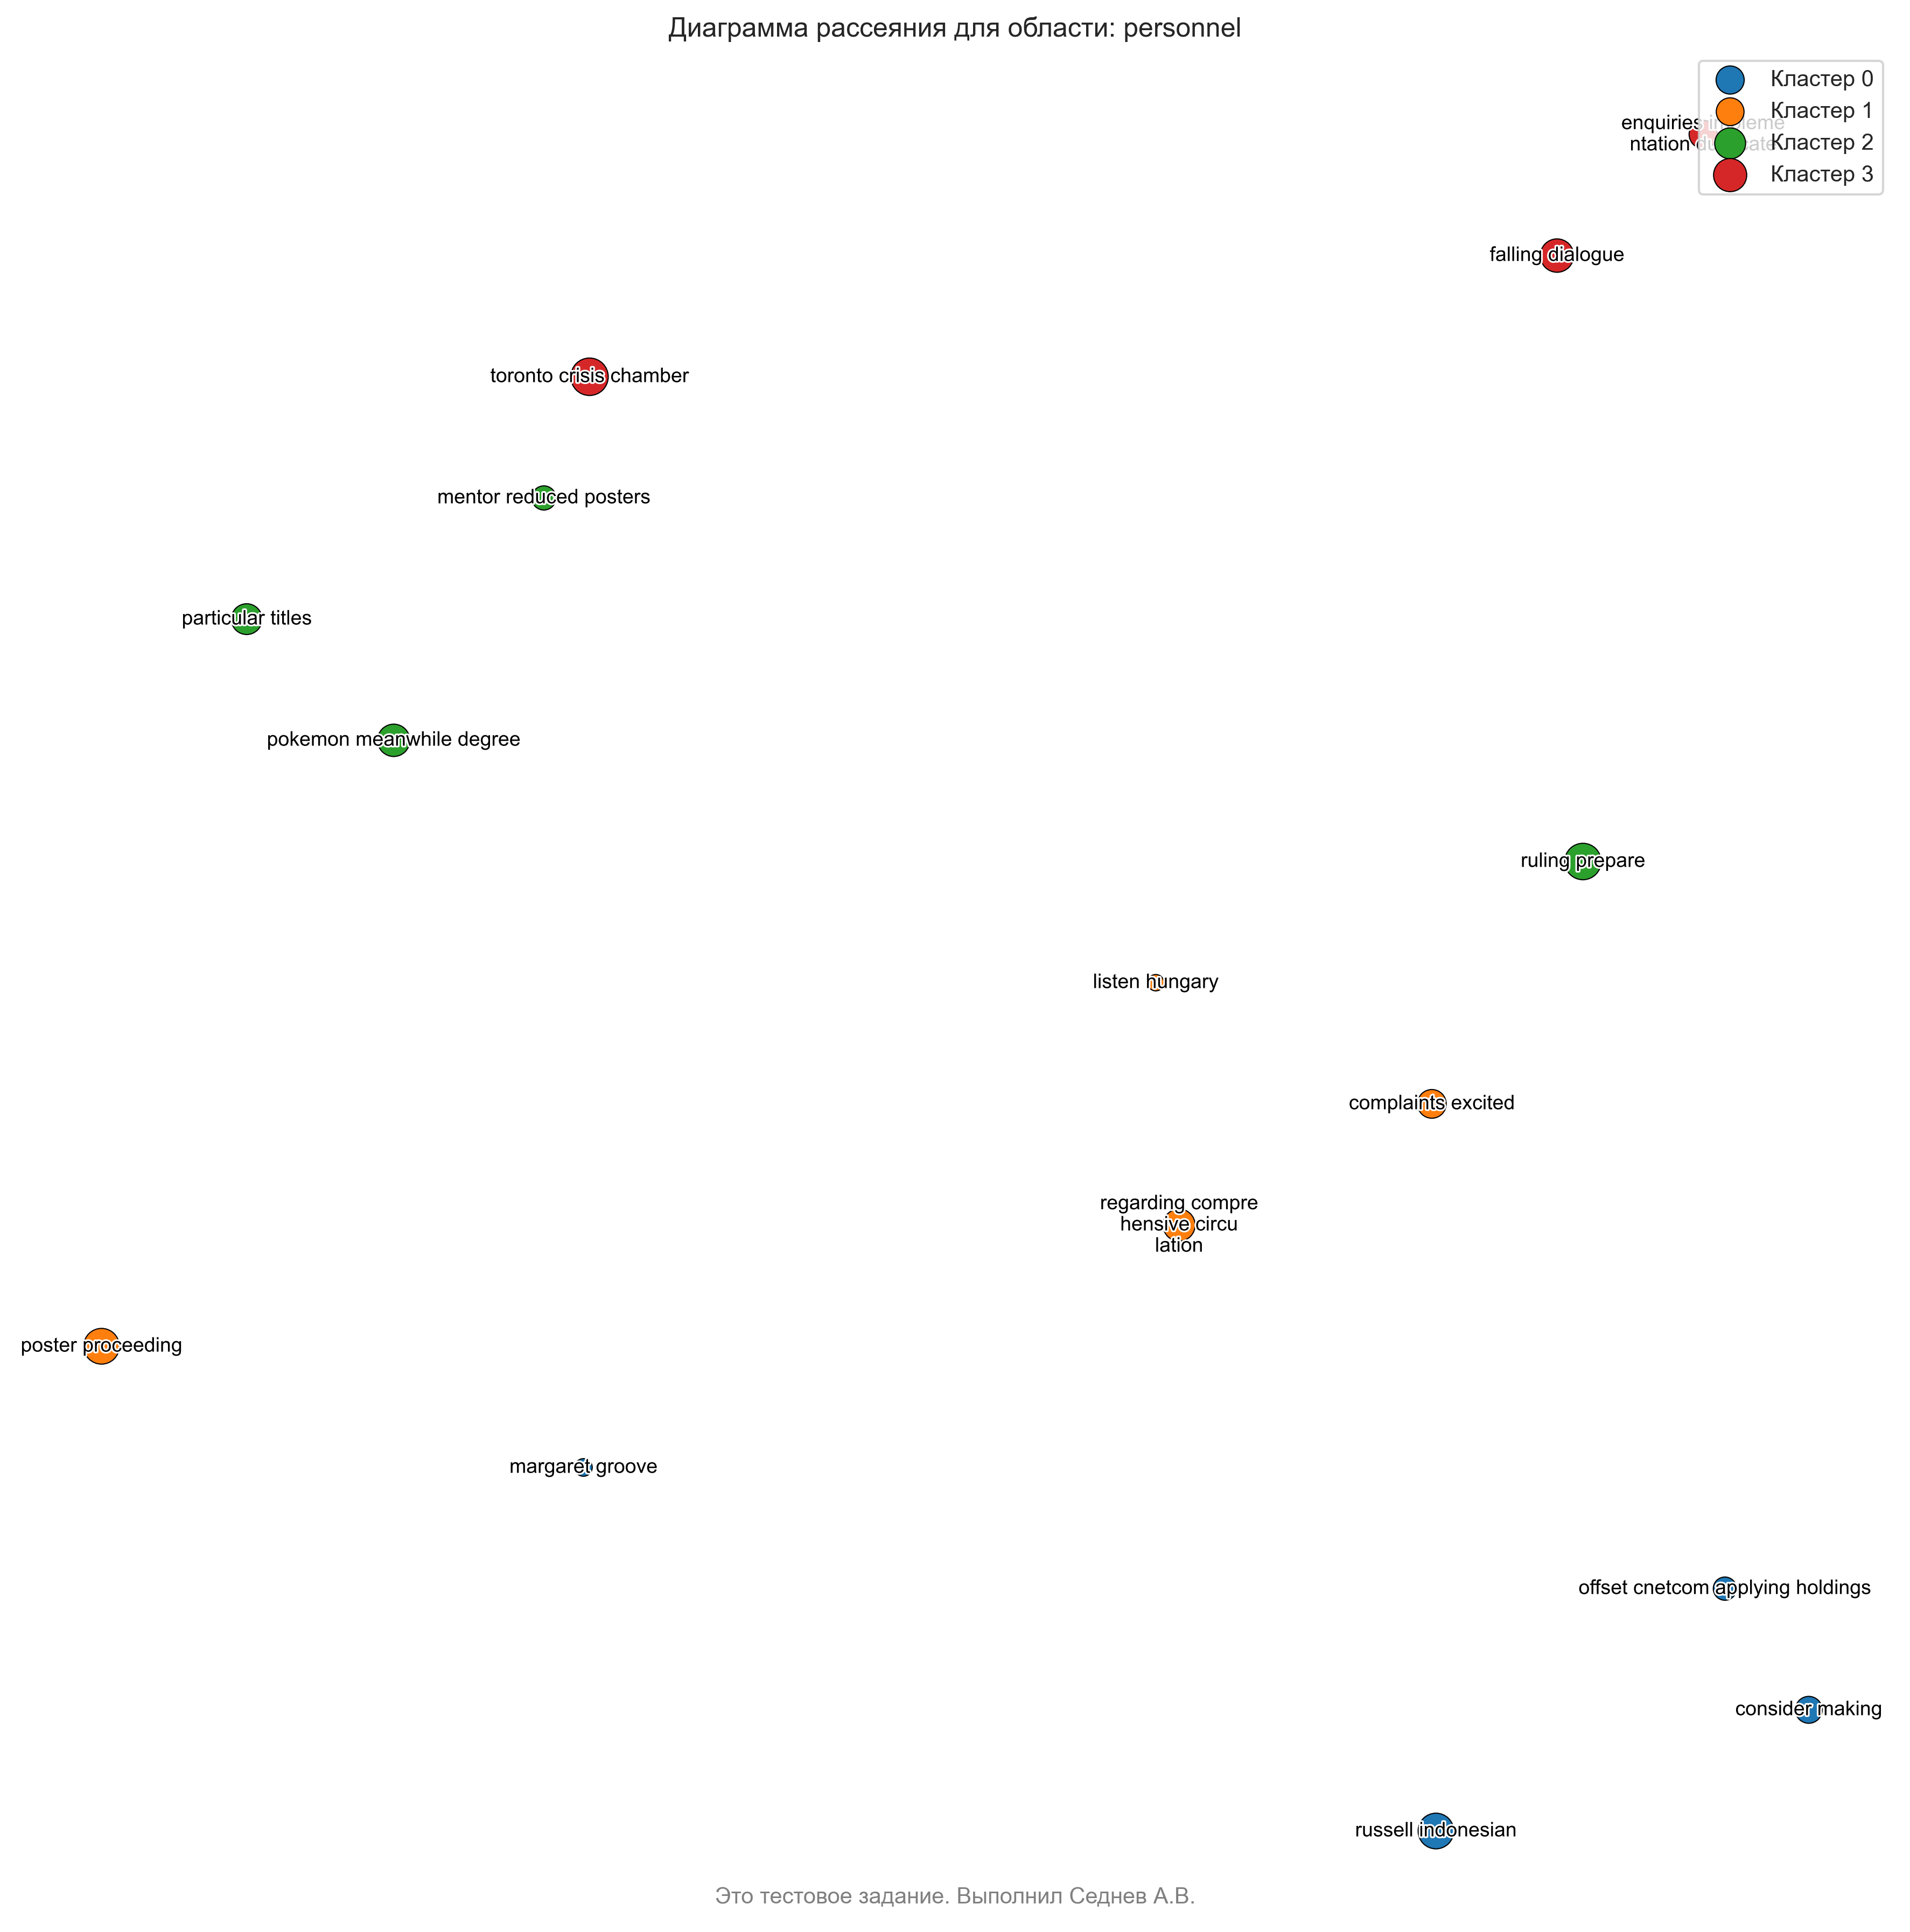 Диаграмма рассеяния для области: personnel
Кластер 0
Кластер 1
Кластер 2
Кластер 3
enquiries impleme
ntation duplicate
falling dialogue
toronto crisis chamber
mentor reduced posters
particular titles
pokemon meanwhile degree
ruling prepare
listen hungary
complaints excited
regarding compre
hensive circu
lation
poster proceeding
margaret groove
offset cnetcom applying holdings
consider making
russell indonesian
Это тестовое задание. Выполнил Седнев А.В.